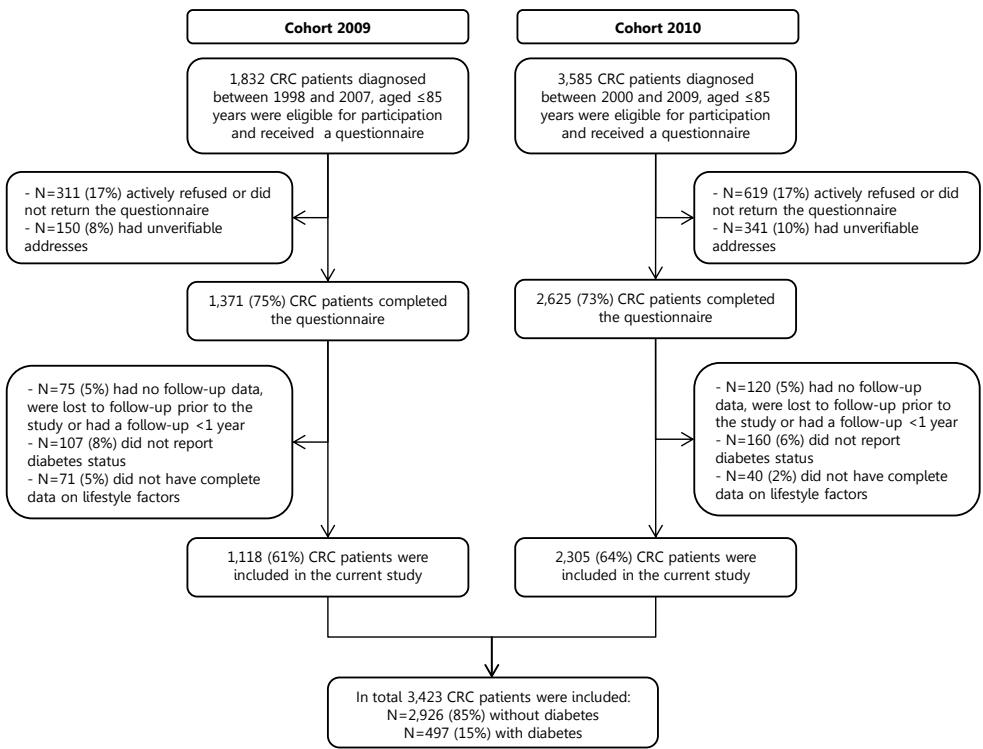 Cohort 2009
Cohort 2010
1,832 CRC patients diagnosed
between 1998 and 2007, aged ≤85
years were eligible for participation
and received a questionnaire
3,585 CRC patients diagnosed
between 2000 and 2009, aged ≤85
years were eligible for participation
and received a questionnaire
- N=311 (17%) actively refused or did
not return the questionnaire
- N=150 (8%) had unverifiable
addresses
- N=619 (17%) actively refused or did
not return the questionnaire
- N=341 (10%) had unverifiable
addresses
1,371 (75%) CRC patients completed
the questionnaire
2,625 (73%) CRC patients completed
the questionnaire
- N=75 (5%) had no follow-up data,
were lost to follow-up prior to the
study or had a follow-up <1 year
- N=107 (8%) did not report
diabetes status
- N=71 (5%) did not have complete
data on lifestyle factors
- N=120 (5%) had no follow-up
data, were lost to follow-up prior to
the study or had a follow-up <1 year
- N=160 (6%) did not report
diabetes status
- N=40 (2%) did not have complete
data on lifestyle factors
1,118 (61%) CRC patients were
included in the current study
2,305 (64%) CRC patients were
included in the current study
In total 3,423 CRC patients were included:
N=2,926 (85%) without diabetes
N=497 (15%) with diabetes